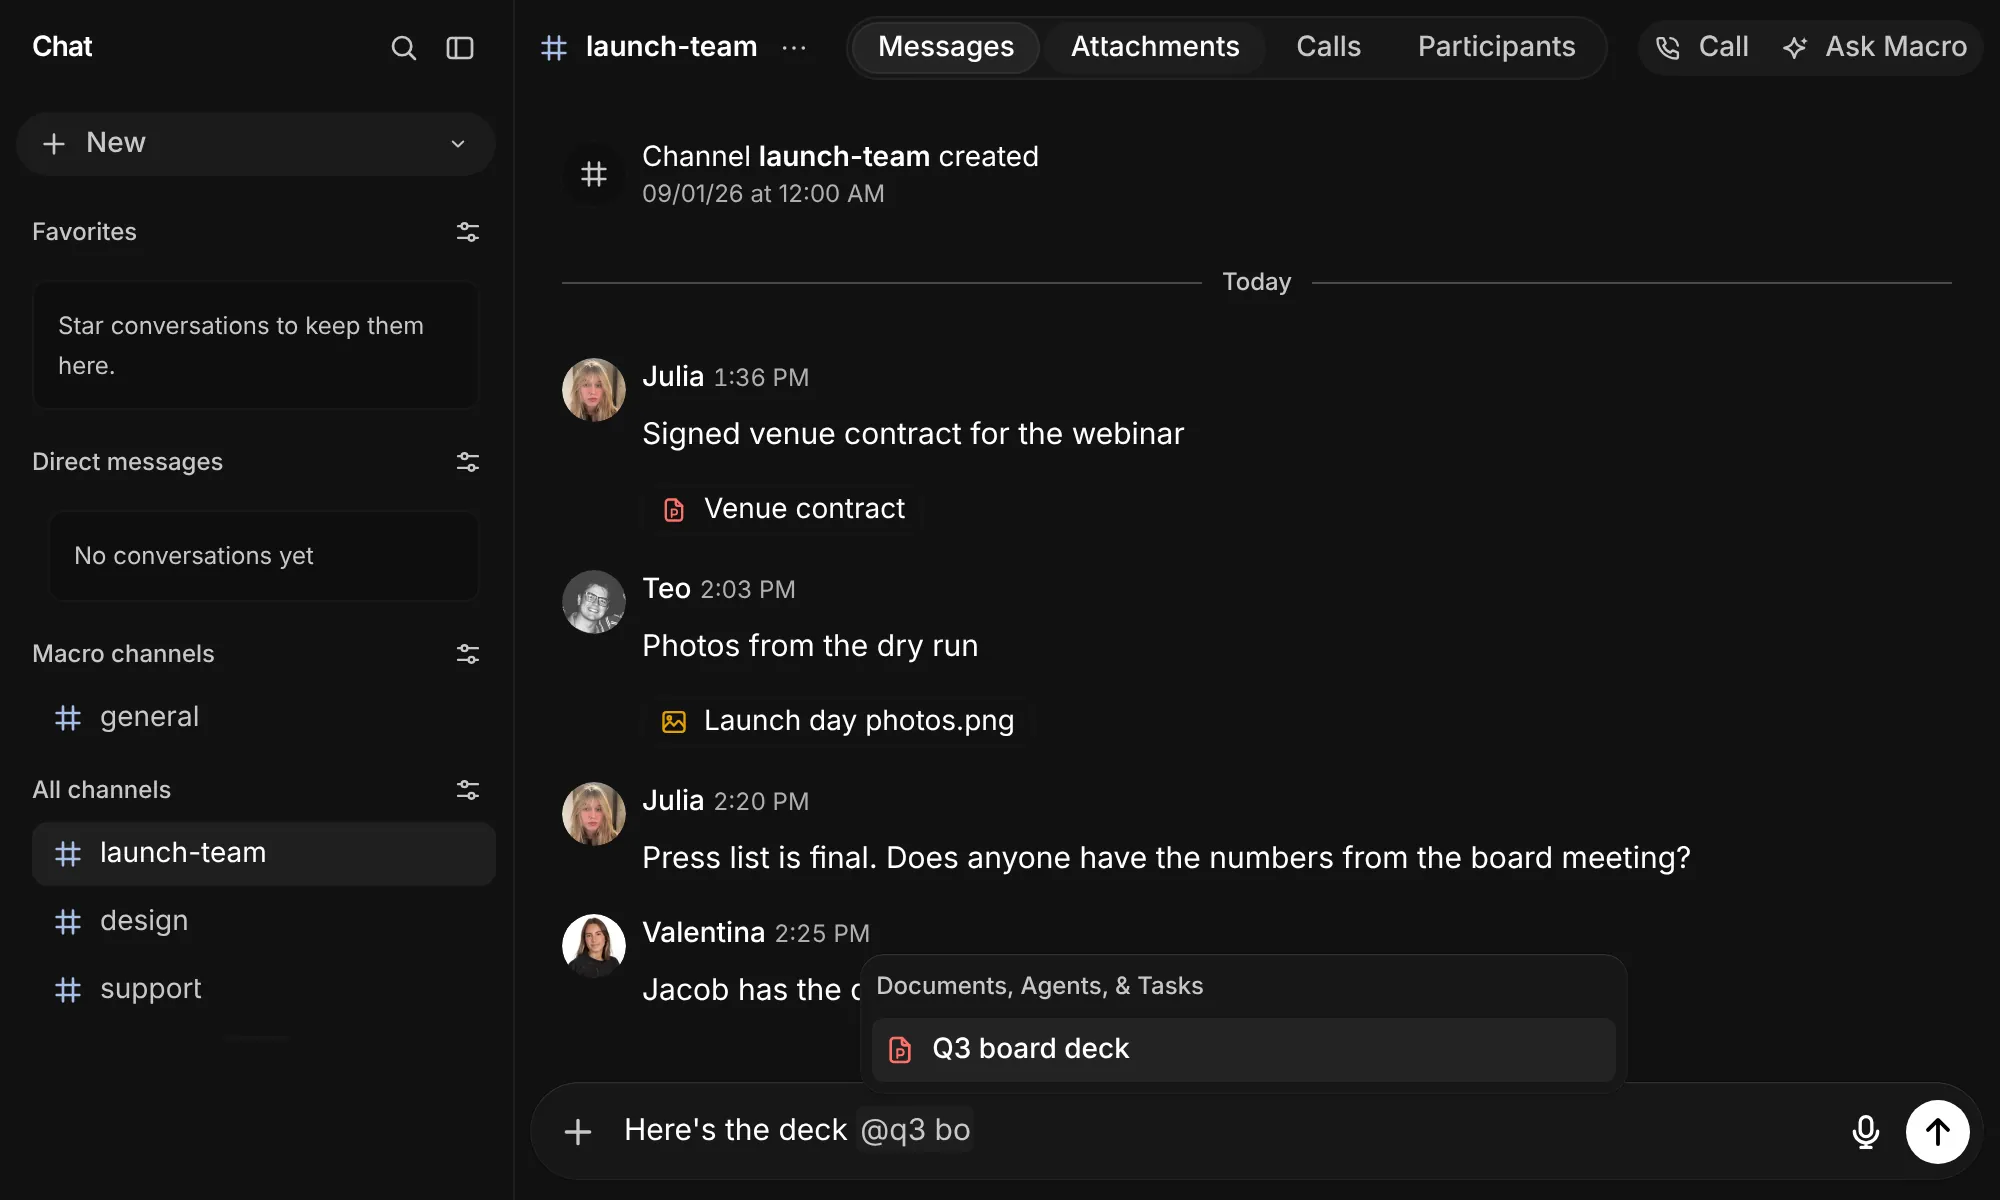 Chat
New
Favorites
Star conversations to keep them
here.
Direct messages
No conversations yet
Macro channels
general
All channels
launch-team
design
support
launch-team
Messages
Attachments
Calls
Participants
Call
Ask Macro
Channel launch-team created
09/01/26 at 12:00 AM
Today
Julia 1:36 PM
Signed venue contract for the webinar
Venue contract
Teo 2:03 PM
Photos from the dry run
Launch day photos.png
Julia 2:20 PM
Press list is final. Does anyone have the numbers from the board meeting?
Valentina 2:25 PM
Jacob has the
Documents, Agents, & Tasks
Q3 board deck
Here's the deck @q3 bo